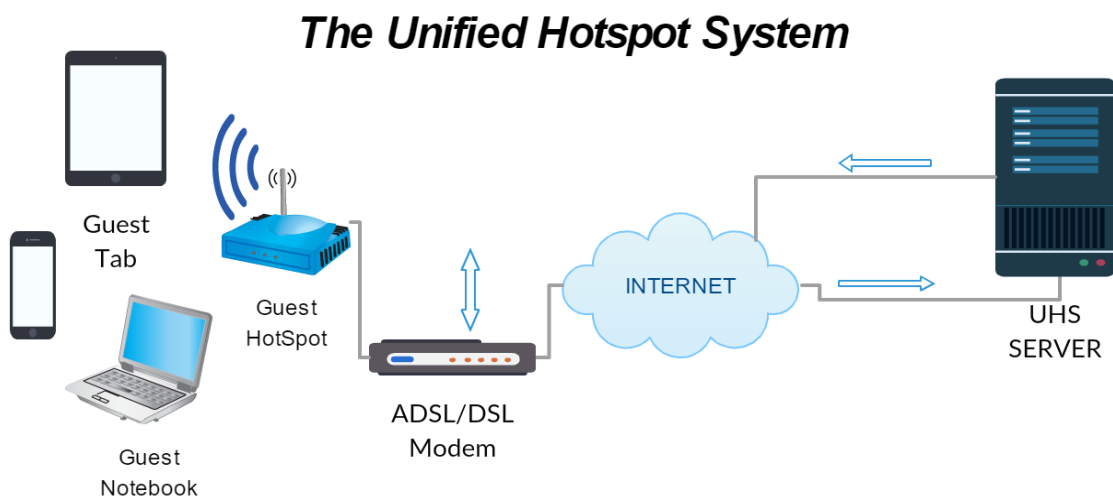 The Unified Hotspot System
Guest
Tab
Guest
HotSpot
INTERNET
UHS
SERVER
ADSL/DSL
Modem
Guest
Notebook